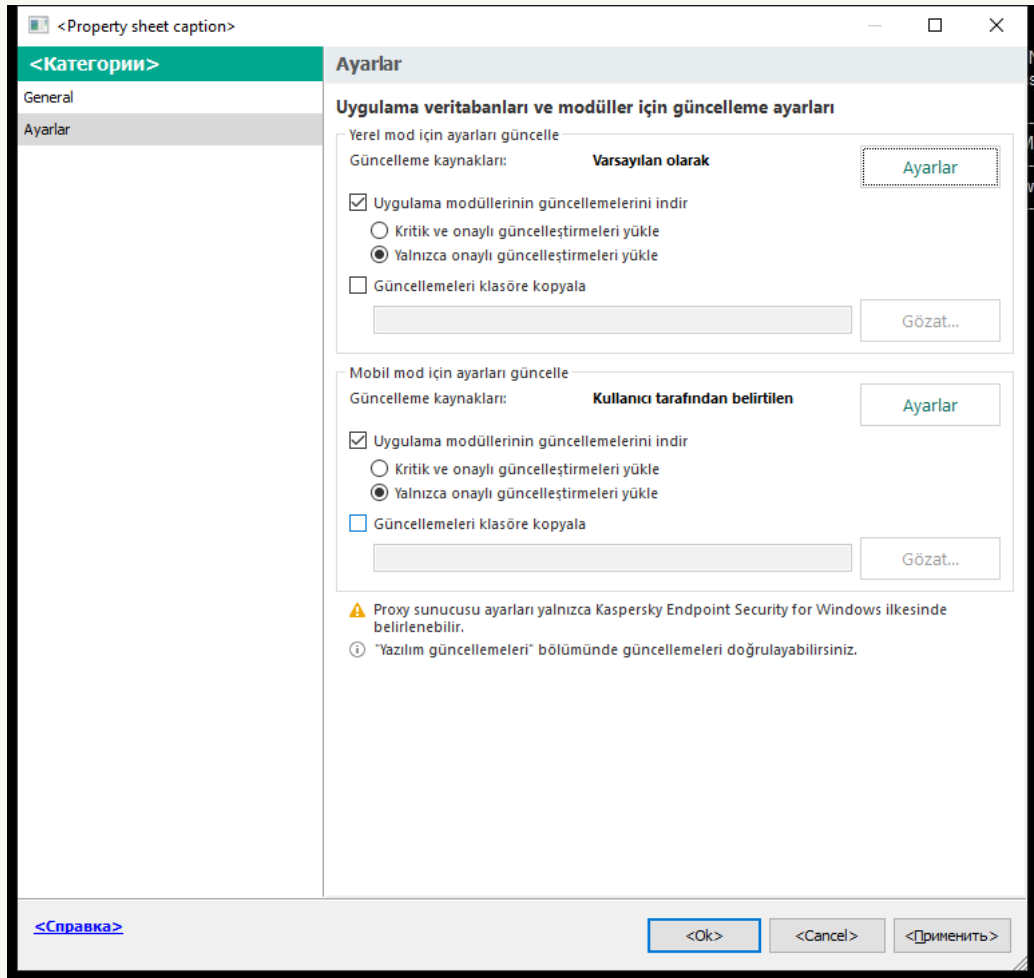 <Property sheet caption>
<Категории>
General
Ayarlar
Ayarlar
Uygulama veritabanları ve modüller için güncelleme ayarları
Yerel mod için ayarları güncelle
Güncelleme kaynakları: Varsayılan olarak
Ayarlar
Uygulama modüllerinin güncellemelerini indir
Kritik ve onaylı güncelleştirmeleri yükle
Yalnızca onaylı güncelleştirmeleri yükle
Güncellemeleri klasöre kopyala
Gözat...
Mobil mod için ayarları güncelle
Güncelleme kaynakları: Kullanıcı tarafından belirtilen
Ayarlar
Uygulama modüllerinin güncellemelerini indir
Kritik ve onaylı güncelleştirmeleri yükle
Yalnızca onaylı güncelleştirmeleri yükle
Güncellemeleri klasöre kopyala
Gözat...
Proxy sunucusu ayarları yalnızca Kaspersky Endpoint Security for Windows ilkesinde
belirlenebilir.
"Yazılım güncellemeleri" bölümünde güncellemeleri doğrulayabilirsiniz.
<Справка>
<Ok> <Cancel> <Применить>